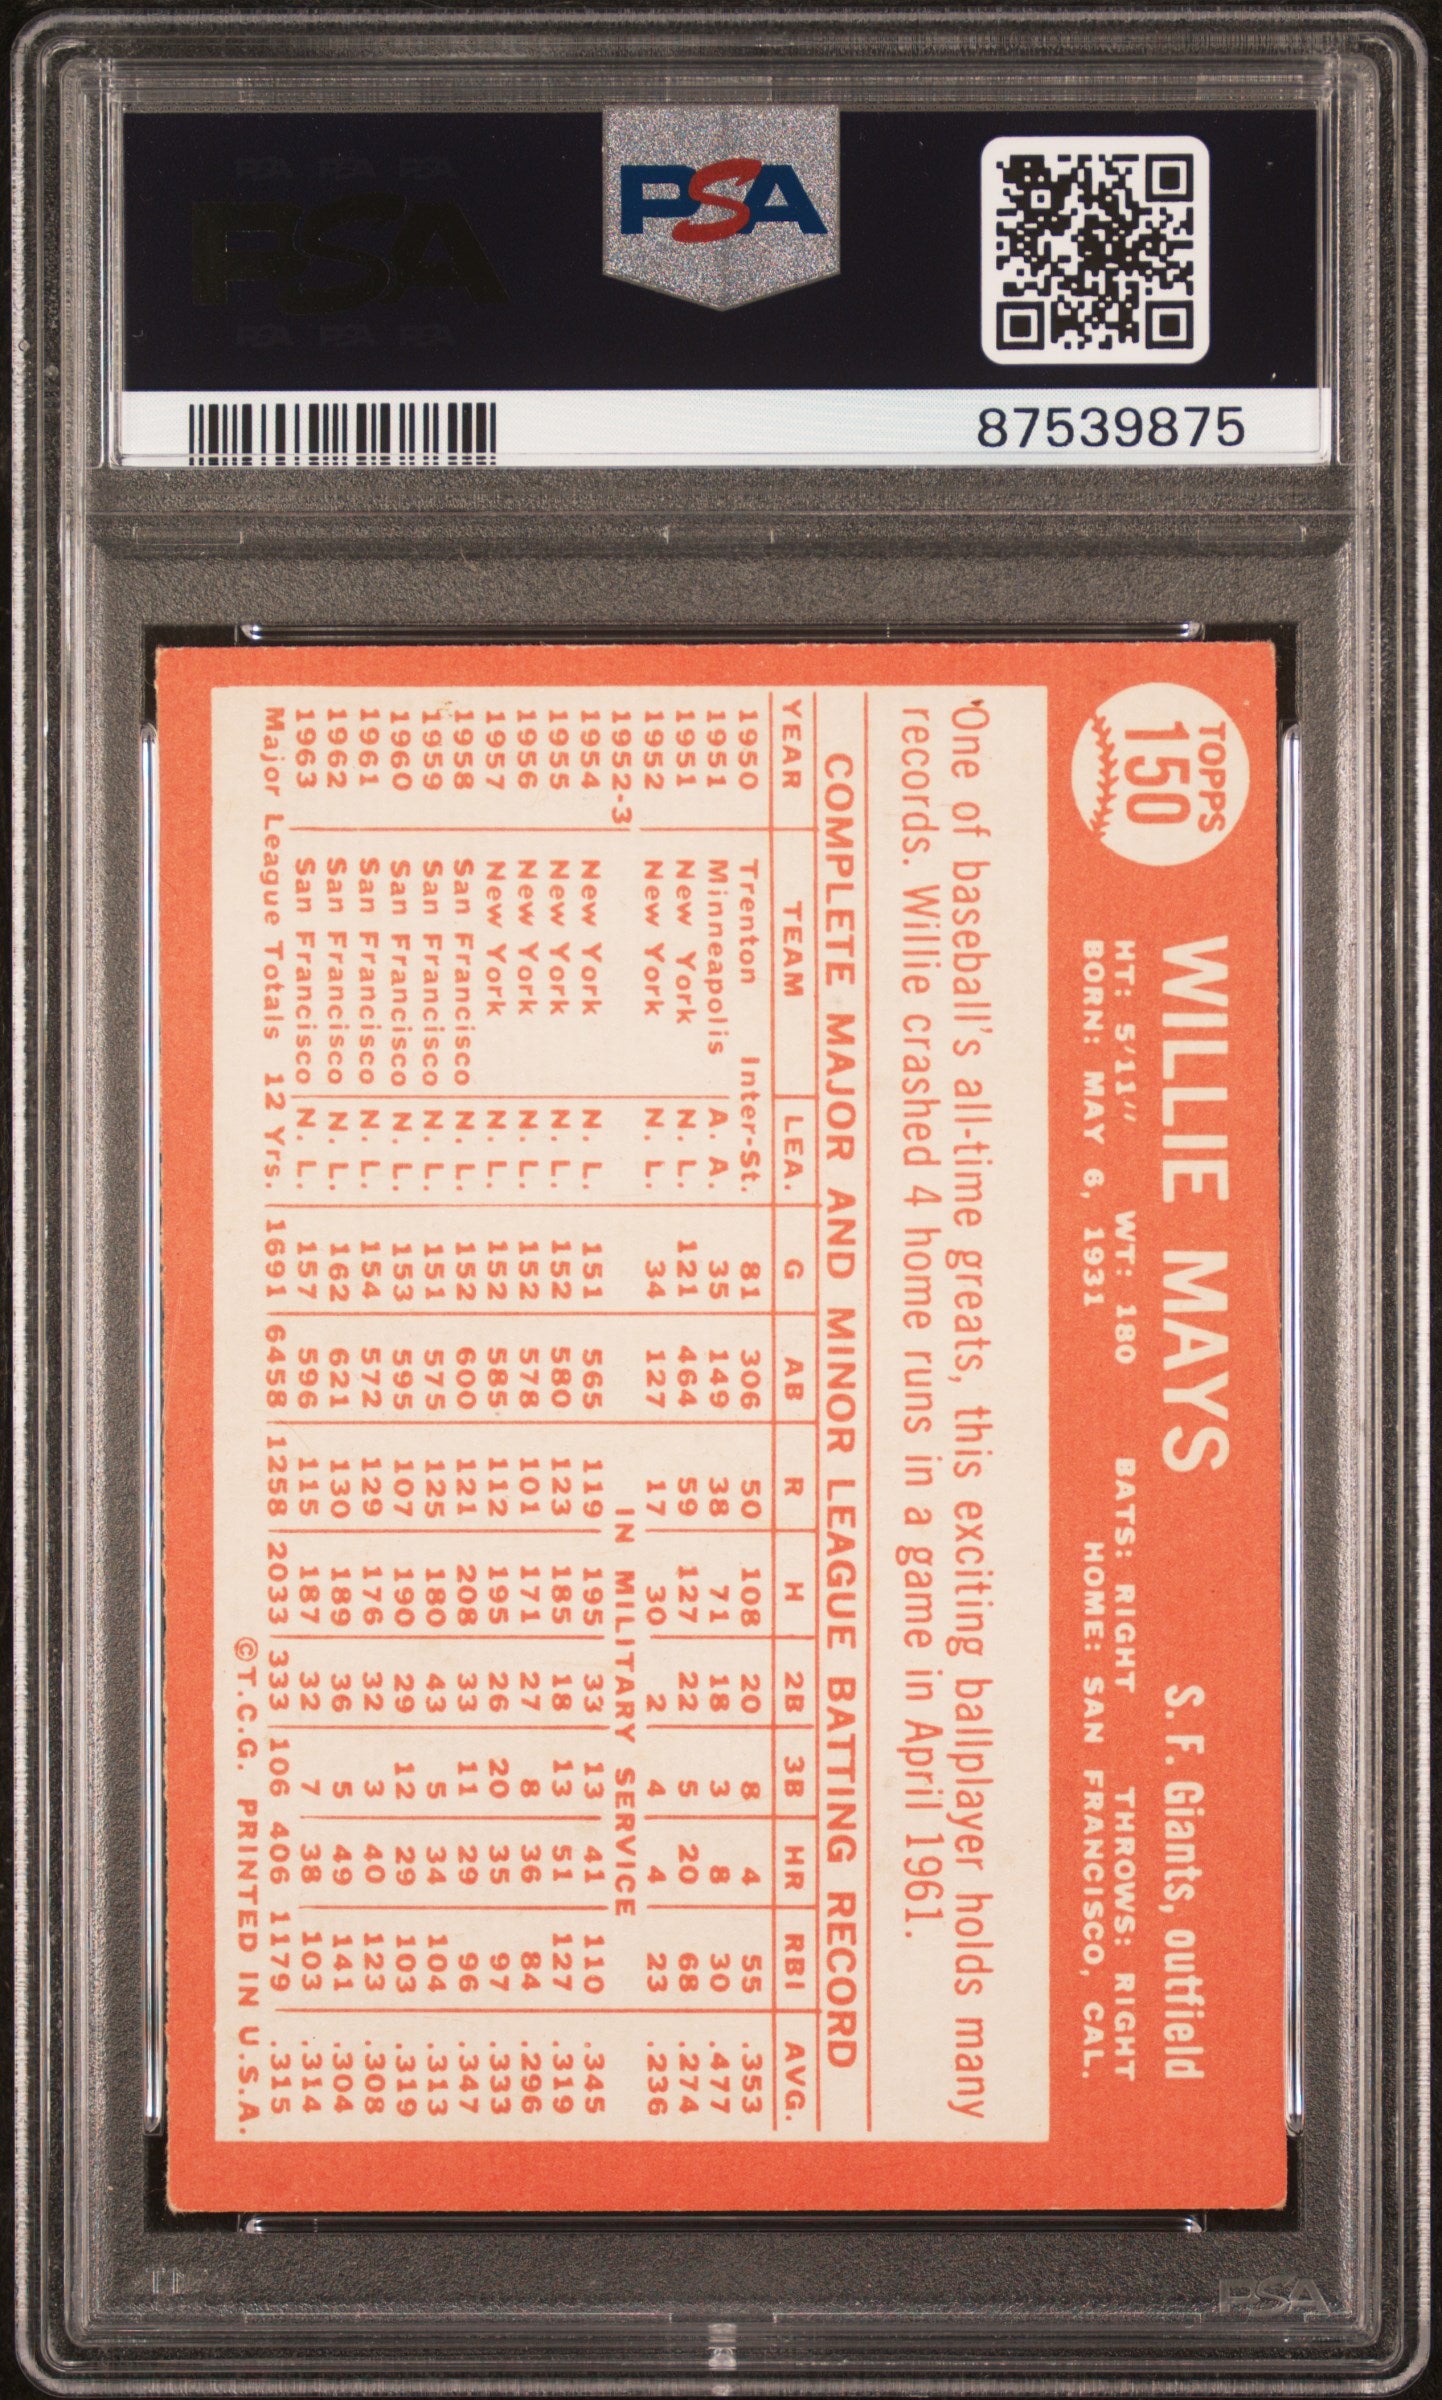 PSA PSA PSA
PSA
PSA PSA PSA
PSA
87539875
TOPPS
150
WILLIE MAYS S. F. Giants, outfield
HT: 5'11" WT: 180 BATS: RIGHT THROWS: RIGHT
BORN: MAY 6, 1931 HOME: SAN FRANCISCO, CAL.
One of baseball's all-time greats, this exciting ballplayer holds many
records. Willie crashed 4 home runs in a game in April 1961.
COMPLETE MAJOR AND MINOR LEAGUE BATTING RECORD
YEAR TEAM LEA. G AB R H 2B 3B HR RBI AVG.
1950 Trenton Inter-St. 81 306 50 108 20 8 4 55 .353
1951 Minneapolis A. A. 35 149 38 71 18 3 8 30 .477
1951 New York N. L. 121 464 59 127 22 5 20 68 .274
1952 New York N. L. 34 127 17 30 2 4 4 23 .236
1952-3 IN MILITARY SERVICE
1954 New York N. L. 151 565 119 195 33 13 41 110 .345
1955 New York N. L. 152 580 123 185 18 13 51 127 .319
1956 New York N. L. 152 578 101 171 27 8 36 84 .296
1957 New York N. L. 152 585 112 195 26 20 35 97 .333
1958 San Francisco N. L. 152 600 121 208 33 11 29 96 .347
1959 San Francisco N. L. 151 575 125 180 43 5 34 104 .313
1960 San Francisco N. L. 153 595 107 190 29 12 29 103 .319
1961 San Francisco N. L. 154 572 129 176 32 3 40 123 .308
1962 San Francisco N. L. 162 621 130 189 36 5 49 141 .304
1963 San Francisco N. L. 157 596 115 187 32 7 38 103 .314
Major League Totals 12 Yrs. 1691 6458 1258 2033 333 106 406 1179 .315
©T.C.G. PRINTED IN U.S.A.
PSA